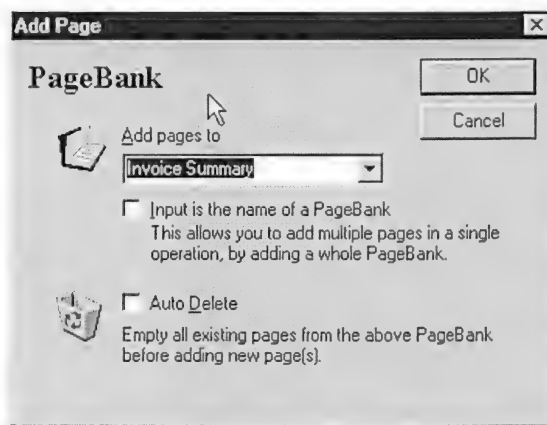 Add Page
PageBank
OK
Cancel
Add pages to
Invoice Summary
Input is the name of a PageBank
This allows you to add multiple pages in a single
operation, by adding a whole PageBank.
Auto Delete
Empty all existing pages from the above PageBank
before adding new page(s).